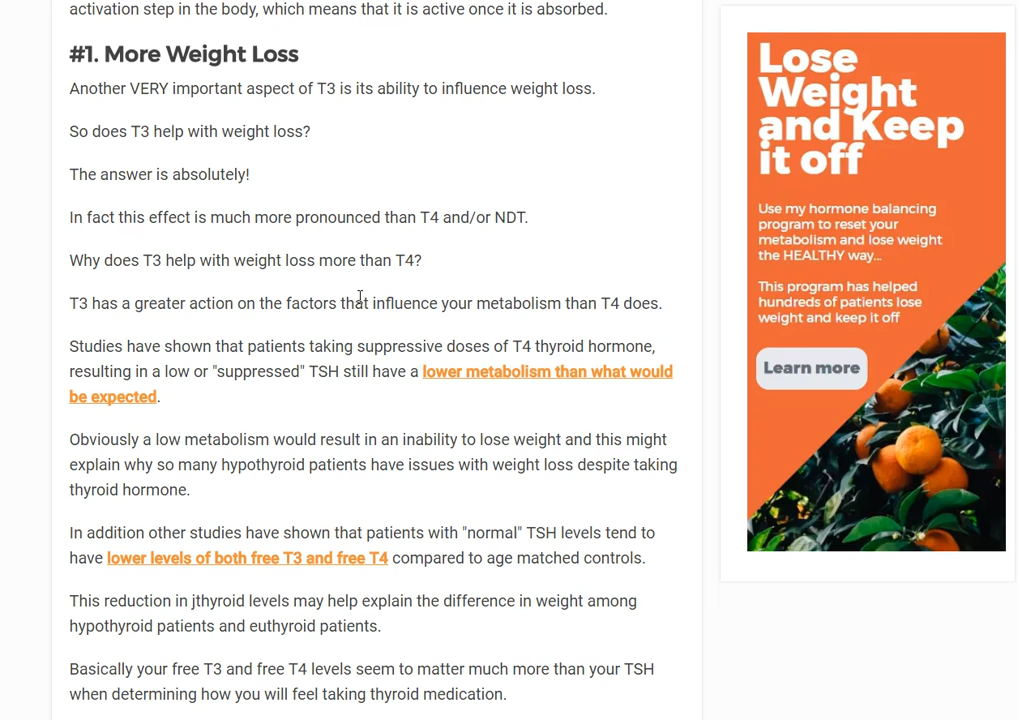 activation step in the body, which means that it is active once it is absorbed.
#1. More Weight Loss
Another VERY important aspect of T3 is its ability to influence weight loss.
So does T3 help with weight loss?
The answer is absolutely!
In fact this effect is much more pronounced than T4 and/or NDT.
Why does T3 help with weight loss more than T4?
T3 has a greater action on the factors that influence your metabolism than T4 does.
Studies have shown that patients taking suppressive doses of T4 thyroid hormone,
resulting in a low or "suppressed" TSH still have a lower metabolism than what would
be expected.
Obviously a low metabolism would result in an inability to lose weight and this might
explain why so many hypothyroid patients have issues with weight loss despite taking
thyroid hormone.
In addition other studies have shown that patients with "normal" TSH levels tend to
have lower levels of both free T3 and free T4 compared to age matched controls.
This reduction in jthyroid levels may help explain the difference in weight among
hypothyroid patients and euthyroid patients.
Basically your free T3 and free T4 levels seem to matter much more than your TSH
when determining how you will feel taking thyroid medication.
Lose
Weight
and Keep
it off
Use my hormone balancing
program to reset your
metabolism and lose weight
the HEALTHY way...
This program has helped
hundreds of patients lose
weight and keep it off
Learn more